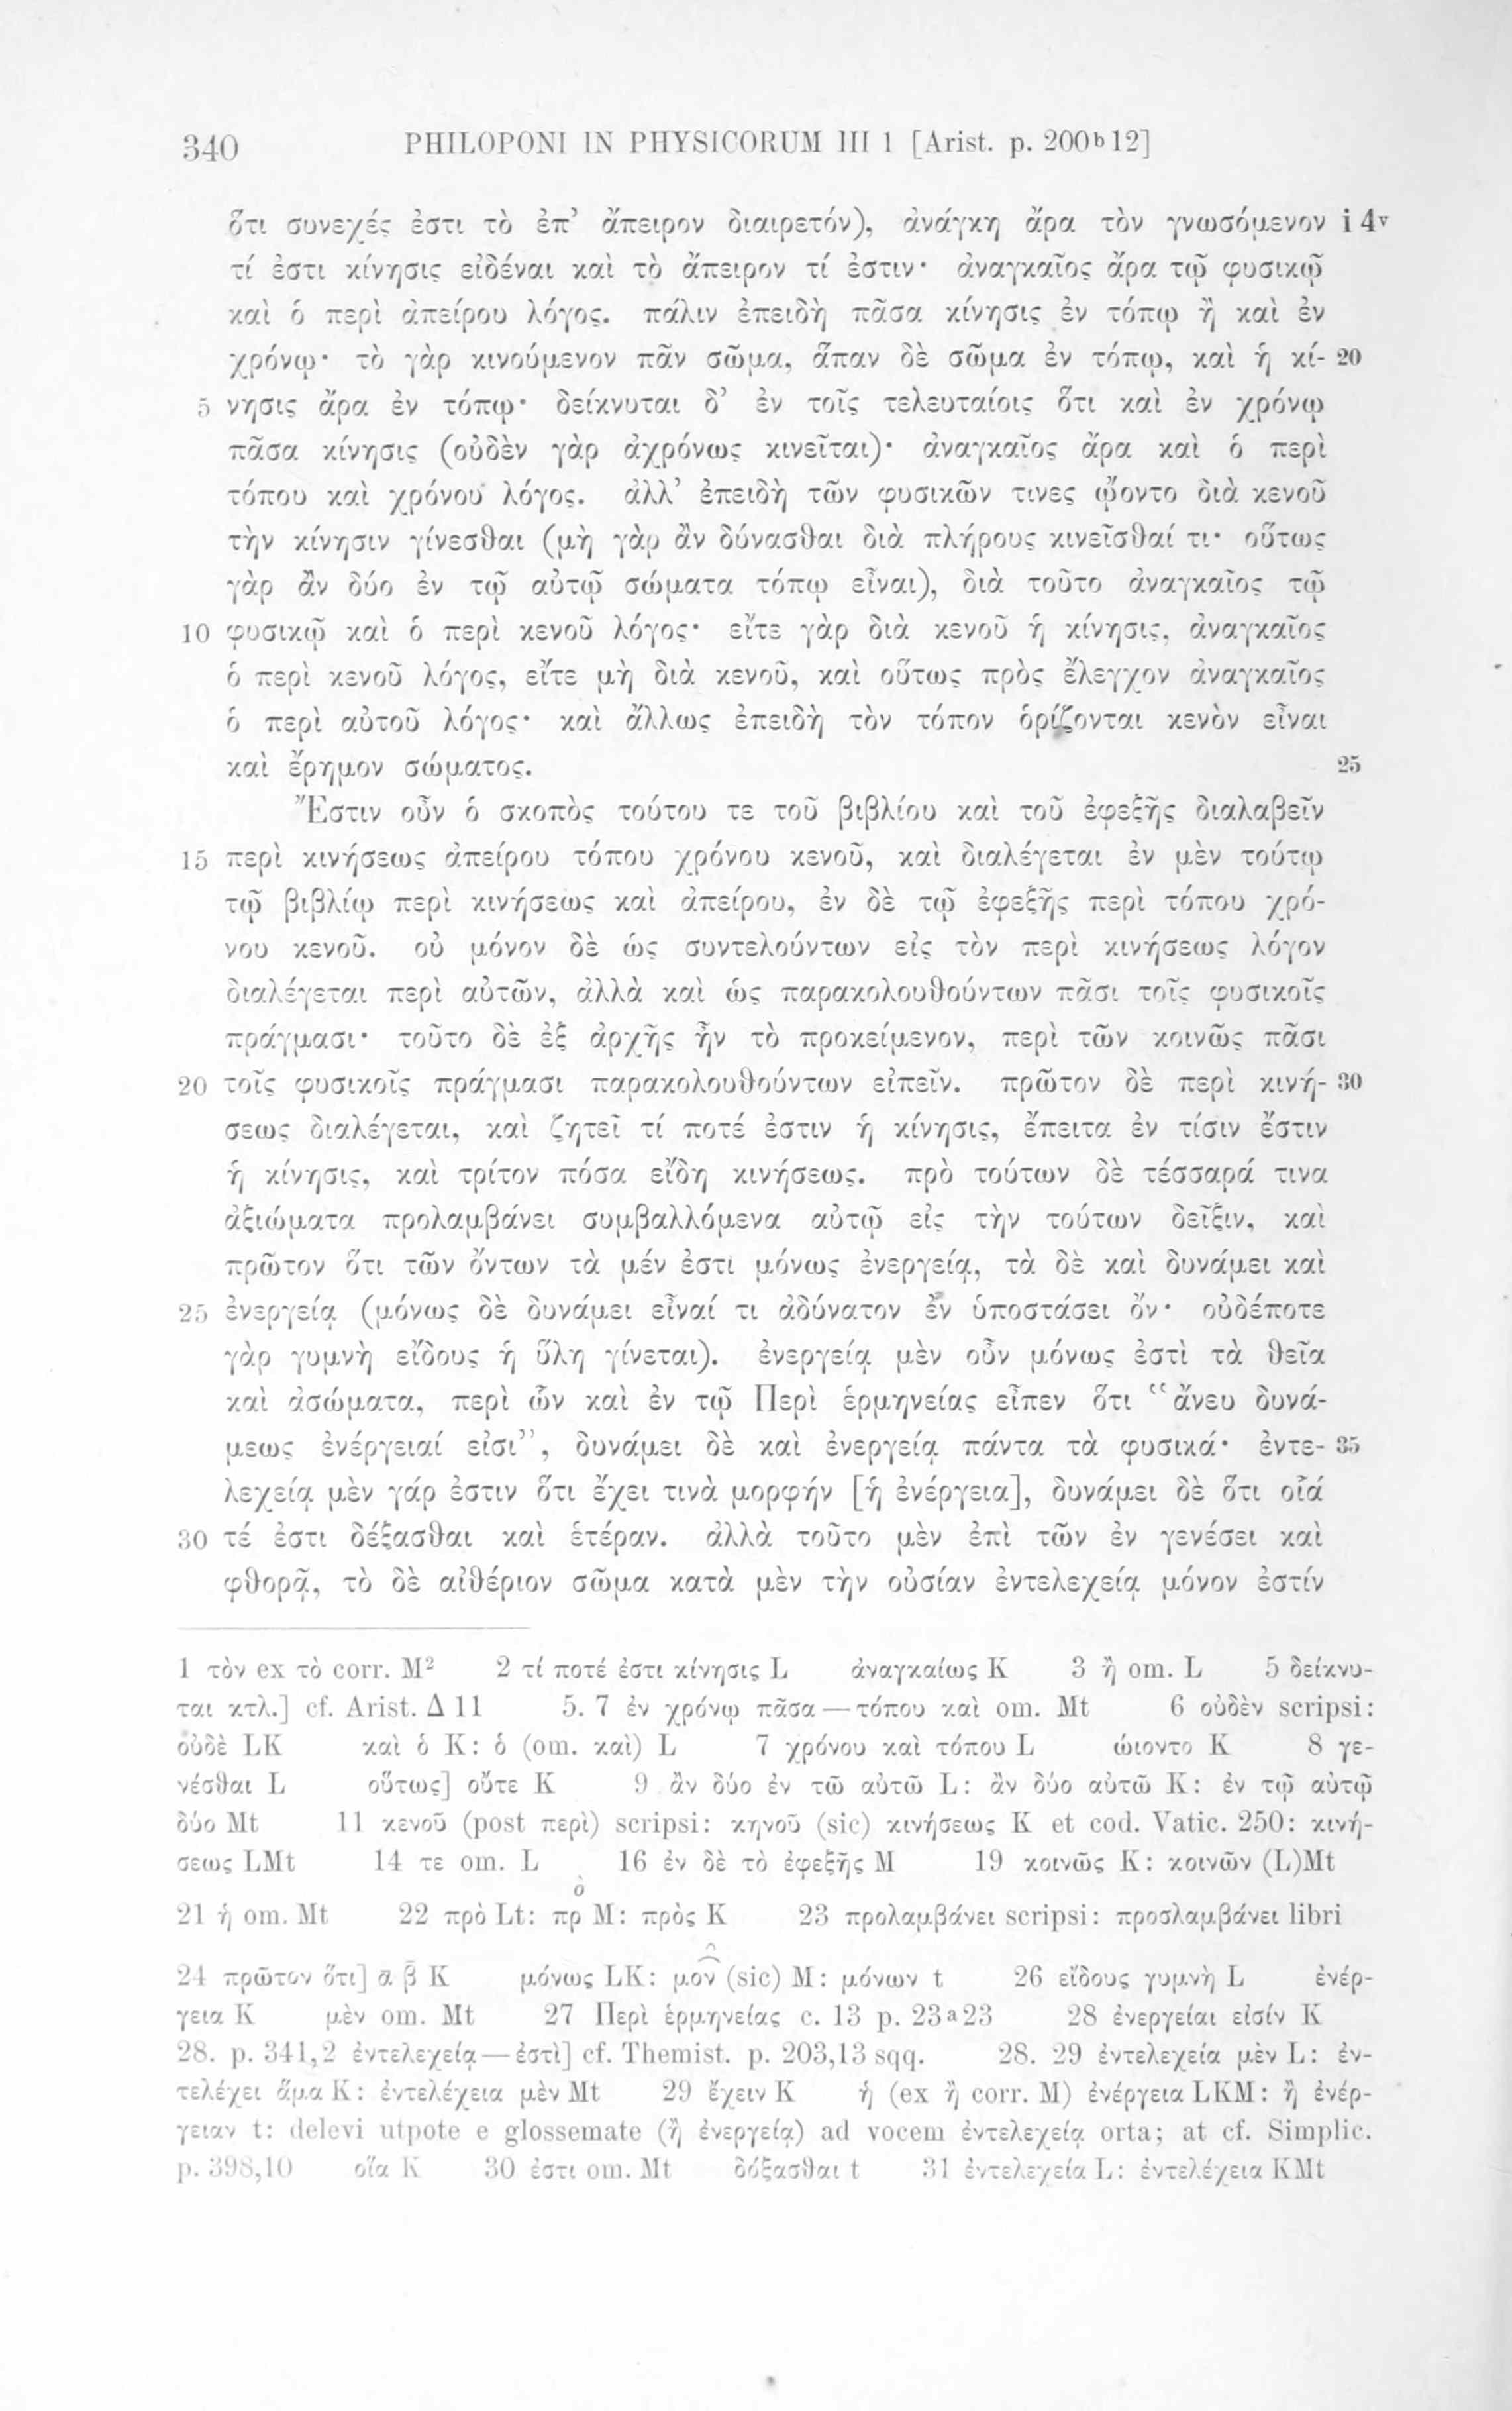 340 PHILOPONI IN PHYSICORUM III 1 [Arist. p. 200ᵇ12]
ὅτι συνεχές ἐστι τὸ ἐπ’ ἄπειρον διαιρετόν), ἀνάγκη ἄρα τὸν γνωσόμενον i 4ᵛ
τί ἐστι κίνησις εἰδέναι καὶ τὸ ἄπειρον τί ἐστιν· ἀναγκαῖος ἄρα τῷ φυσικῷ
καὶ ὁ περὶ ἀπείρου λόγος. πάλιν ἐπειδὴ πᾶσα κίνησις ἐν τόπῳ ἢ καὶ ἐν
χρόνῳ· τὸ γὰρ κινούμενον πᾶν σῶμα, ἅπαν δὲ σῶμα ἐν τόπῳ, καὶ ἡ κί- 20
5 νησις ἄρα ἐν τόπῳ· δείκνυται δ’ ἐν τοῖς τελευταίοις ὅτι καὶ ἐν χρόνῳ
πᾶσα κίνησις (οὐδὲν γὰρ ἀχρόνως κινεῖται)· ἀναγκαῖος ἄρα καὶ ὁ περὶ
τόπου καὶ χρόνου λόγος. ἀλλ’ ἐπειδὴ τῶν φυσικῶν τινες ᾤοντο διὰ κενοῦ
τὴν κίνησιν γίνεσθαι (μὴ γὰρ ἂν δύνασθαι διὰ πλήρους κινεῖσθαί τι· οὕτως
γὰρ ἂν δύο ἐν τῷ αὐτῷ σώματα τόπῳ εἶναι), διὰ τοῦτο ἀναγκαῖος τῷ
10 φυσικῷ καὶ ὁ περὶ κενοῦ λόγος· εἴτε γὰρ διὰ κενοῦ ἡ κίνησις, ἀναγκαῖος
ὁ περὶ κενοῦ λόγος, εἴτε μὴ διὰ κενοῦ, καὶ οὕτως πρὸς ἔλεγχον ἀναγκαῖος
ὁ περὶ αὐτοῦ λόγος· καὶ ἄλλως ἐπειδὴ τὸν τόπον ὁρίζονται κενὸν εἶναι
καὶ ἔρημον σώματος. 25
Ἔστιν οὖν ὁ σκοπὸς τούτου τε τοῦ βιβλίου καὶ τοῦ ἐφεξῆς διαλαβεῖν
15 περὶ κινήσεως ἀπείρου τόπου χρόνου κενοῦ, καὶ διαλέγεται ἐν μὲν τούτῳ
τῷ βιβλίῳ περὶ κινήσεως καὶ ἀπείρου, ἐν δὲ τῷ ἐφεξῆς περὶ τόπου χρό-
νου κενοῦ. οὐ μόνον δὲ ὡς συντελούντων εἰς τὸν περὶ κινήσεως λόγον
διαλέγεται περὶ αὐτῶν, ἀλλὰ καὶ ὡς παρακολουθούντων πᾶσι τοῖς φυσικοῖς
πράγμασι· τοῦτο δὲ ἐξ ἀρχῆς ἦν τὸ προκείμενον, περὶ τῶν κοινῶς πᾶσι
20 τοῖς φυσικοῖς πράγμασι παρακολουθούντων εἰπεῖν. πρῶτον δὲ περὶ κινή- 30
σεως διαλέγεται, καὶ ζητεῖ τί ποτέ ἐστιν ἡ κίνησις, ἔπειτα ἐν τίσιν ἔστιν
ἡ κίνησις, καὶ τρίτον πόσα εἴδη κινήσεως. πρὸ τούτων δὲ τέσσαρά τινα
ἀξιώματα προλαμβάνει συμβαλλόμενα αὐτῷ εἰς τὴν τούτων δεῖξιν, καὶ
πρῶτον ὅτι τῶν ὄντων τὰ μέν ἐστι μόνως ἐνεργείᾳ, τὰ δὲ καὶ δυνάμει καὶ
25 ἐνεργείᾳ (μόνως δὲ δυνάμει εἶναί τι ἀδύνατον ἐν ὑποστάσει ὄν· οὐδέποτε
γὰρ γυμνὴ εἴδους ἡ ὕλη γίνεται). ἐνεργείᾳ μὲν οὖν μόνως ἐστὶ τὰ θεῖα
καὶ ἀσώματα, περὶ ὧν καὶ ἐν τῷ Περὶ ἑρμηνείας εἶπεν ὅτι “ἄνευ δυνά-
μεως ἐνέργειαί εἰσι”, δυνάμει δὲ καὶ ἐνεργείᾳ πάντα τὰ φυσικά· ἐντε- 35
λεχείᾳ μὲν γάρ ἐστιν ὅτι ἔχει τινὰ μορφήν [ἡ ἐνέργεια], δυνάμει δὲ ὅτι οἷά
30 τέ ἐστι δέξασθαι καὶ ἑτέραν. ἀλλὰ τοῦτο μὲν ἐπὶ τῶν ἐν γενέσει καὶ
φθορᾷ, τὸ δὲ αἰθέριον σῶμα κατὰ μὲν τὴν οὐσίαν ἐντελεχείᾳ μόνον ἐστίν
1 τὸν ex τὸ corr. M² 2 τί ποτέ ἐστι κίνησις L ἀναγκαίως K 3 ἢ om. L 5 δείκνυ-
ται κτλ.] cf. Arist. Δ 11 5. 7 ἐν χρόνῳ πᾶσα — τόπου καὶ om. Mt 6 οὐδὲν scripsi:
οὐδὲ LK καὶ ὁ K: ὁ (om. καὶ) L 7 χρόνου καὶ τόπου L ὤιοντο K 8 γε-
νέσθαι L οὕτως] οὔτε K 9 ἂν δύο ἐν τῶ αὐτῶ L: ἂν δύο αὐτῶ K: ἐν τῷ αὐτῷ
δύο Mt 11 κενοῦ (post περὶ) scripsi: κηνοῦ (sic) κινήσεως K et cod. Vatic. 250: κινή-
σεως LMt 14 τε om. L 16 ἐν δὲ τὸ ἐφεξῆς M 19 κοινῶς K: κοινῶν (L)Mt
21 ἡ om. Mt 22 πρὸ Lt: πρὸ M: πρὸς K 23 προλαμβάνει scripsi: προσλαμβάνει libri
24 πρῶτον ὅτι] ᾱ β̄ K μόνως LK: μον͂ (sic) M: μόνων t 26 εἴδους γυμνὴ L ἐνέρ-
γεια K μὲν om. Mt 27 Περὶ ἑρμηνείας c. 13 p. 23ᵃ23 28 ἐνεργείαι εἰσίν K
28. p. 341,2 ἐντελεχείᾳ — ἐστὶ] cf. Themist. p. 203,13 sqq. 28. 29 ἐντελεχεία μὲν L: ἐν-
τελέχει ἅμα K: ἐντελέχεια μὲν Mt 29 ἔχειν K ἡ (ex ἢ corr. M) ἐνέργεια LKM: ἢ ἐνέρ-
γειαν t: delevi utpote e glossemate (ἢ ἐνεργείᾳ) ad vocem ἐντελεχείᾳ orta; at cf. Simplic.
p. 398,10 οἷα K 30 ἐστι om. Mt δόξασθαι t 31 ἐντελεχεία L: ἐντελέχεια KMt